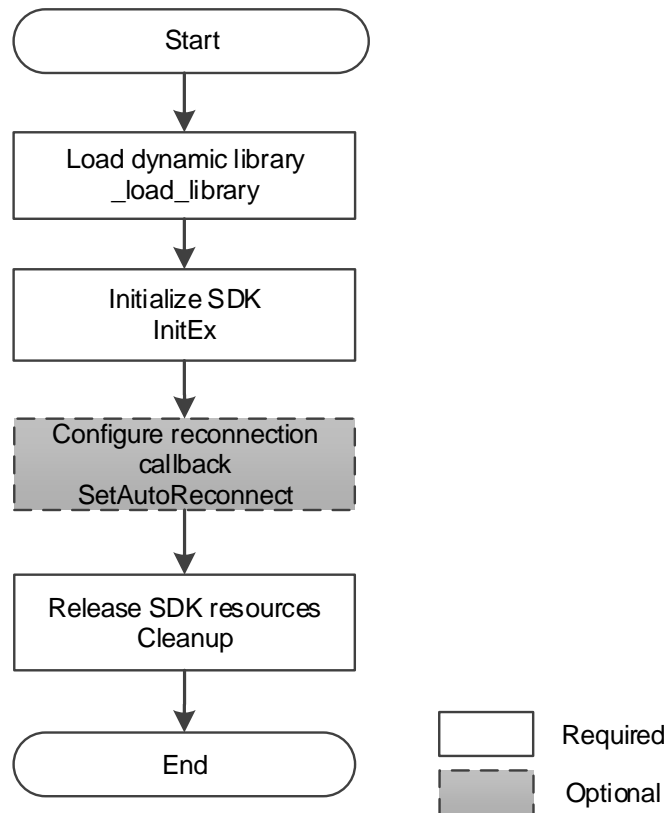 Start
Load dynamic library
_load_library
Initialize SDK
InitEx
Configure reconnection
callback
SetAutoReconnect
Release SDK resources
Cleanup
End
Required
Optional